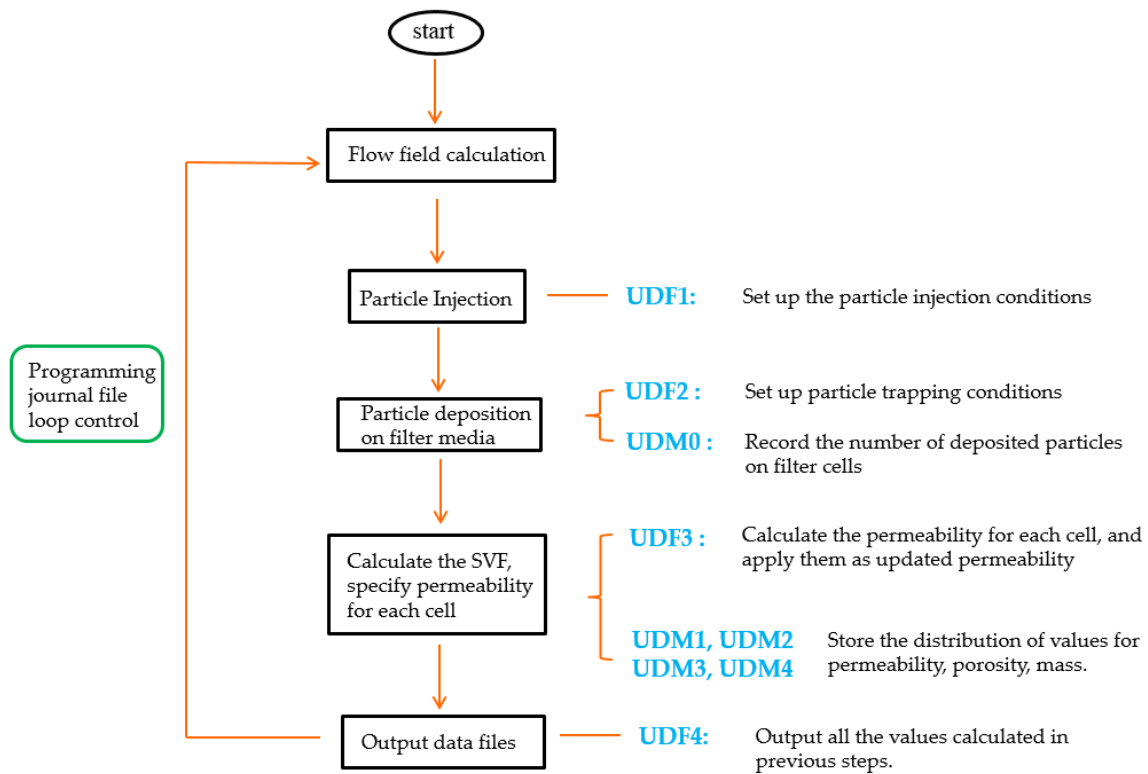 start
Flow field calculation
Particle Injection
UDF1:
Set up the particle injection conditions
Programming
journal file
loop control
Particle deposition
on filter media
UDF2 :
Set up particle trapping conditions
UDM0 :
Record the number of deposited particles
on filter cells
Calculate the SVF,
specify permeability
for each cell
UDF3 :
Calculate the permeability for each cell, and
apply them as updated permeability
UDM1, UDM2
UDM3, UDM4
Store the distribution of values for
permeability, porosity, mass.
Output data files
UDF4:
Output all the values calculated in
previous steps.